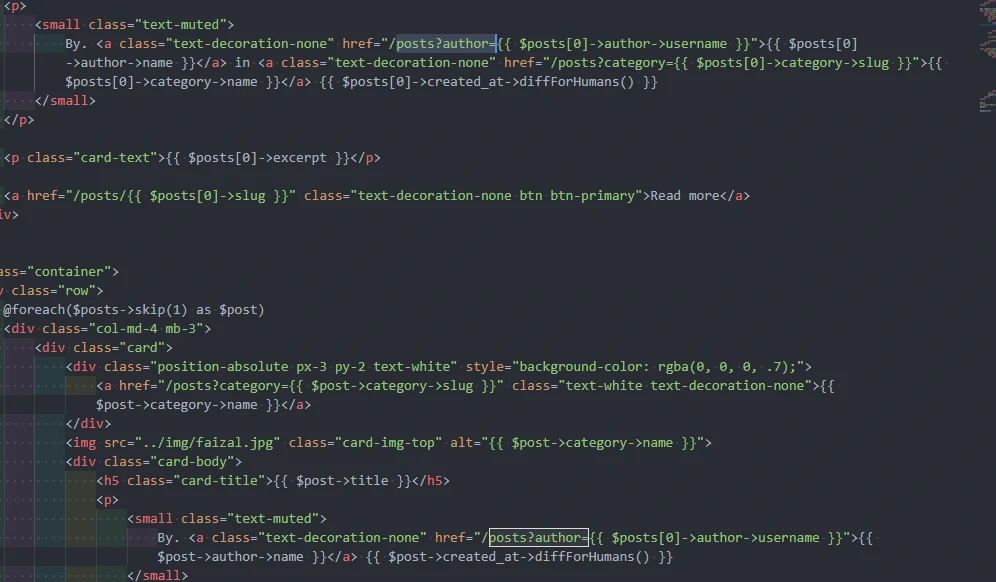 <p>
<small class="text-muted">
By. <a class="text-decoration-none" href="/posts?author={{ $posts[0]->author->username }}">{{ $posts[0]
->author->name }}</a> in <a class="text-decoration-none" href="/posts?category={{ $posts[0]->category->slug }}">{{
$posts[0]->category->name }}</a> {{ $posts[0]->created_at->diffForHumans() }}
</small>
</p>
<p class="card-text">{{ $posts[0]->excerpt }}</p>
<a href="/posts/{{ $posts[0]->slug }}" class="text-decoration-none btn btn-primary">Read more</a>
iv>
ass="container">
v class="row">
@foreach($posts->skip(1) as $post)
<div class="col-md-4 mb-3">
<div class="card">
<div class="position-absolute px-3 py-2 text-white" style="background-color: rgba(0, 0, 0, .7);">
<a href="/posts?category={{ $post->category->slug }}" class="text-white text-decoration-none">{{
$post->category->name }}</a>
</div>
<img src="../img/faizal.jpg" class="card-img-top" alt="{{ $post->category->name }}">
<div class="card-body">
<h5 class="card-title">{{ $post->title }}</h5>
<p>
<small class="text-muted">
By. <a class="text-decoration-none" href="/posts?author={{ $posts[0]->author->username }}">{{
$post->author->name }}</a> {{ $post->created_at->diffForHumans() }}
</small>